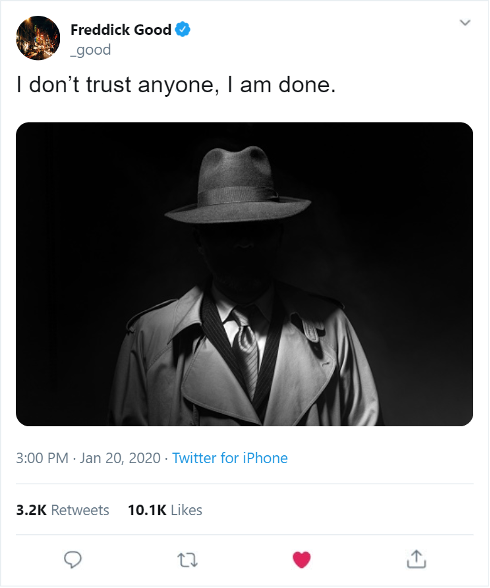 Freddick Good
_good
I don’t trust anyone, I am done.
3:00 PM · Jan 20, 2020 · Twitter for iPhone
3.2K Retweets 10.1K Likes